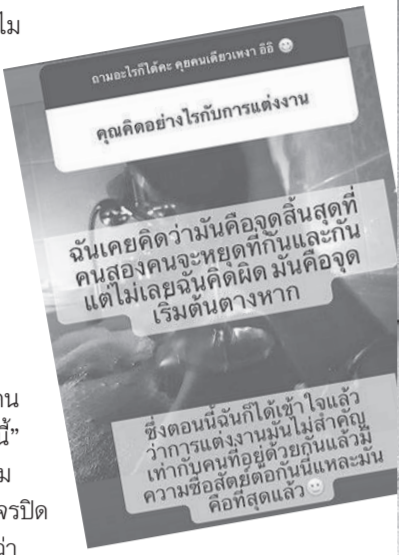 ไม
ถามอะไรก็ได้คะ คุยคนเดียวเหงา อิอิ
คุณคิดอย่างไรกับการแต่งงาน
ฉันเคยคิดว่ามันคือจุดสิ้นสุดที่
คนสองคนจะหยุดที่กันและกัน
แต่ไม่เลยฉันคิดผิด มันคือจุด
เริ่มต้นต่างหาก
ซึ่งตอนนี้ฉันก็ได้เข้าใจแล้ว
ว่าการแต่งงานมันไม่สำคัญ
เท่ากับคนที่อยู่ด้วยกันแล้วมี
ความซื่อสัตย์ต่อกันนี่แหละมัน
คือที่สุดแล้ว
นี้”
จรปิด